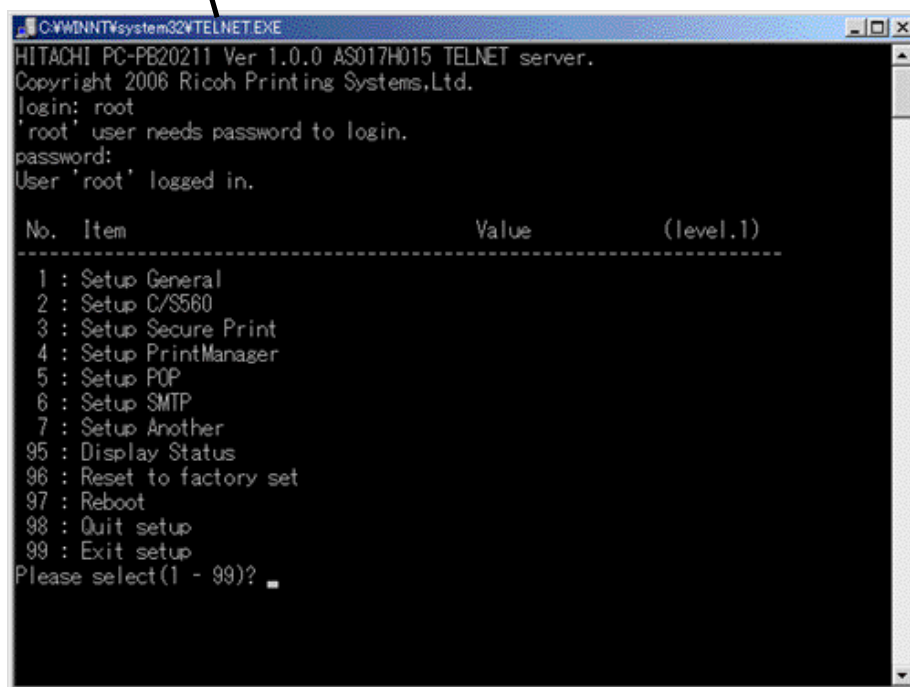 C:¥WINNT¥system32¥TELNET.EXE
HITACHI PC-PB20211 Ver 1.0.0 AS017H015 TELNET server.
Copyright 2006 Ricoh Printing Systems,Ltd.
login: root
'root' user needs password to login.
password:
User 'root' logged in.
No. Item Value (level.1)
---------------------------------------------------------------------
1 : Setup General
2 : Setup C/S560
3 : Setup Secure Print
4 : Setup PrintManager
5 : Setup POP
6 : Setup SMTP
7 : Setup Another
95 : Display Status
96 : Reset to factory set
97 : Reboot
98 : Quit setup
99 : Exit setup
Please select(1 - 99)? _